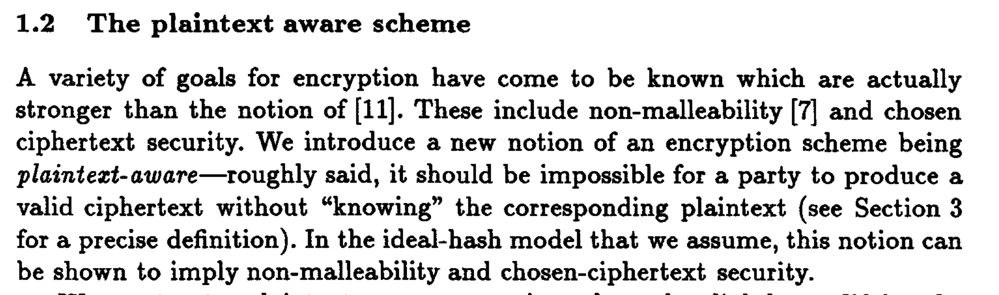 1.2 The plaintext aware scheme
A variety of goals for encryption have come to be known which are actually
stronger than the notion of [11]. These include non-malleability [7] and chosen
ciphertext security. We introduce a new notion of an encryption scheme being
plaintext-aware—roughly said, it should be impossible for a party to produce a
valid ciphertext without “knowing” the corresponding plaintext (see Section 3
for a precise definition). In the ideal-hash model that we assume, this notion can
be shown to imply non-malleability and chosen-ciphertext security.